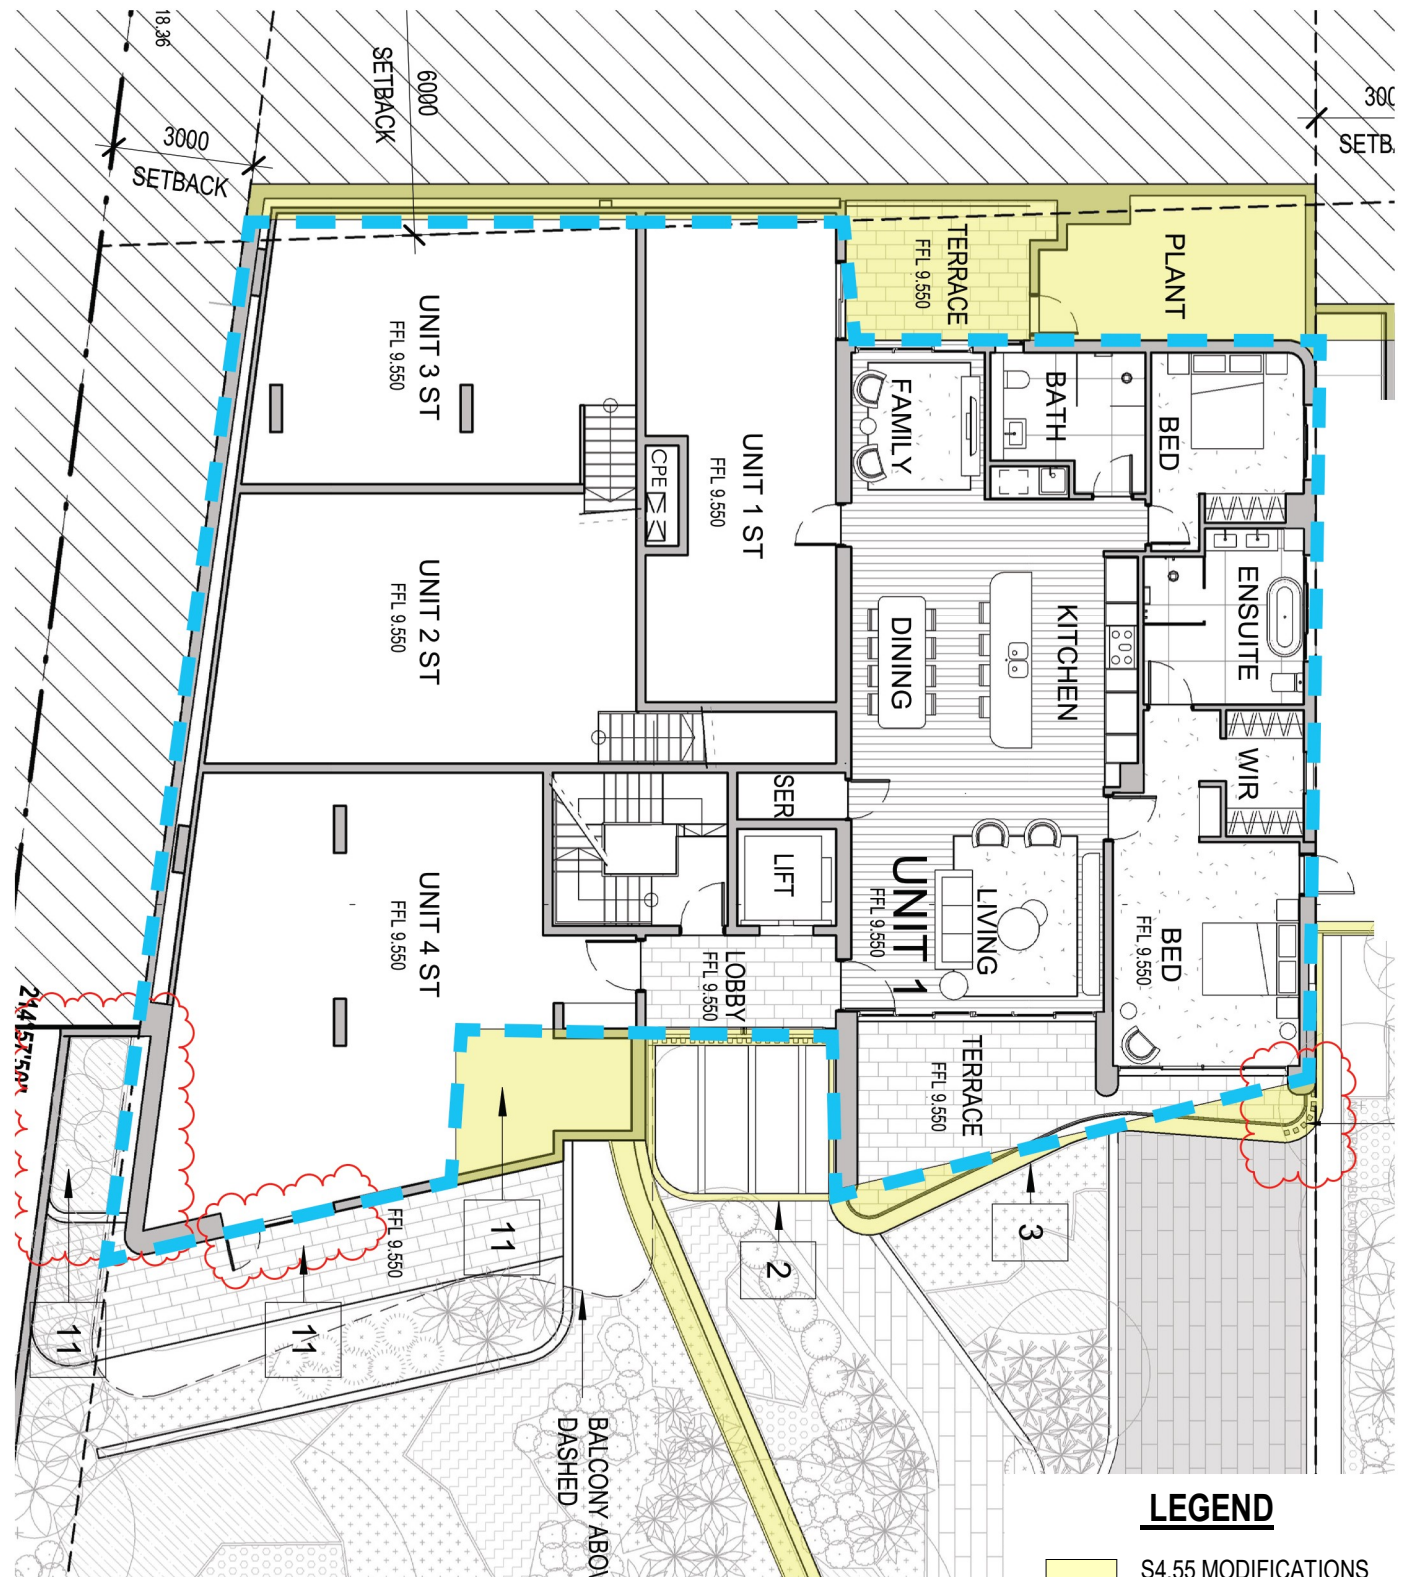 18.36
6000
SETBACK
3000
SETBACK
300
SETB
TERRACE
FFL 9.550
PLANT
UNIT 3 ST
FFL 9.550
FAMILY
BATH
BED
CPE
UNIT 1 ST
FFL 9.550
UNIT 2 ST
FFL 9.550
DINING
KITCHEN
ENSUITE
WIR
SER
LIFT
UNIT 1
FFL 9.550
LIVING
UNIT 4 ST
FFL 9.550
LOBBY
FFL 9.550
BED
FFL 9.550
TERRACE
FFL 9.550
FFL 9.550
11
3
2
11
11
BALCONY ABOV
DASHED
LEGEND
S4.55 MODIFICATIONS